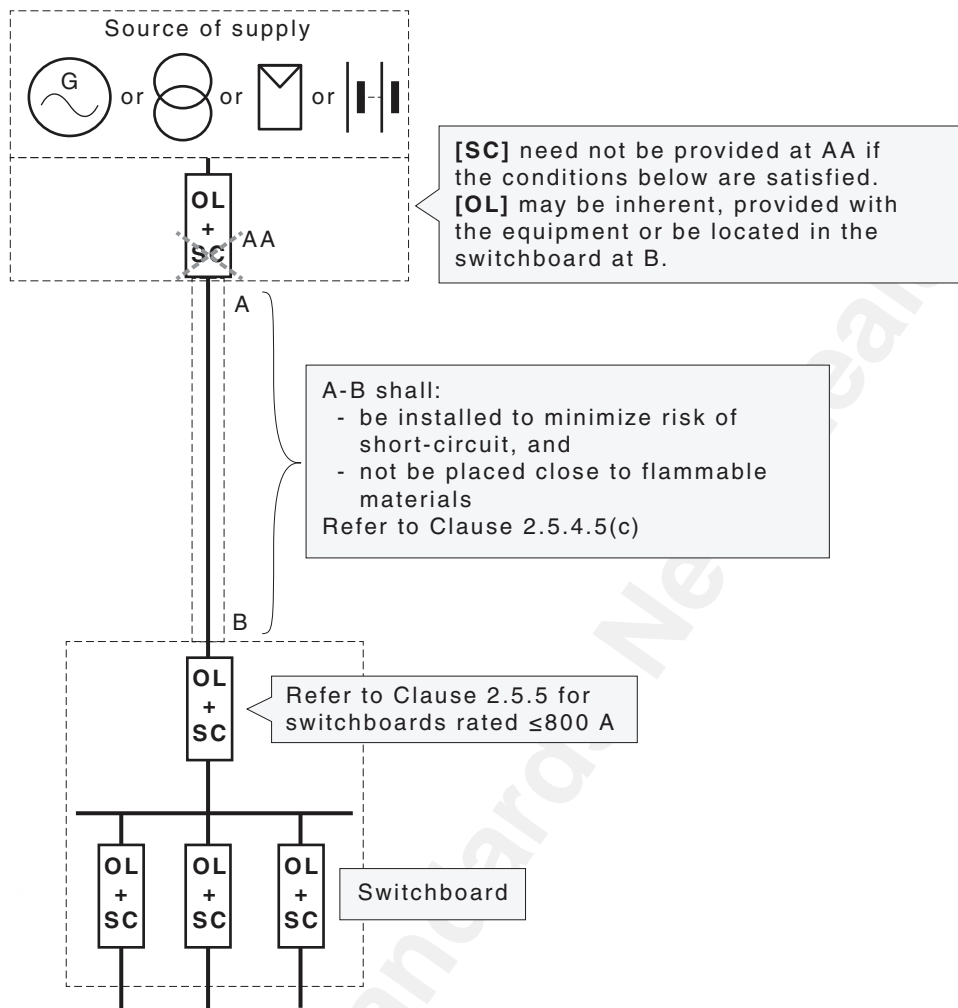 Source of supply
G or or or
[SC] need not be provided at AA if
the conditions below are satisfied.
[OL] may be inherent, provided with
the equipment or be located in the
switchboard at B.
OL
+
SC
AA
A
A-B shall:
- be installed to minimize risk of
short-circuit, and
- not be placed close to flammable
materials
Refer to Clause 2.5.4.5(c)
B
OL
+
SC
Refer to Clause 2.5.5 for
switchboards rated ≤800 A
OL OL OL
+ + +
SC SC SC
Switchboard